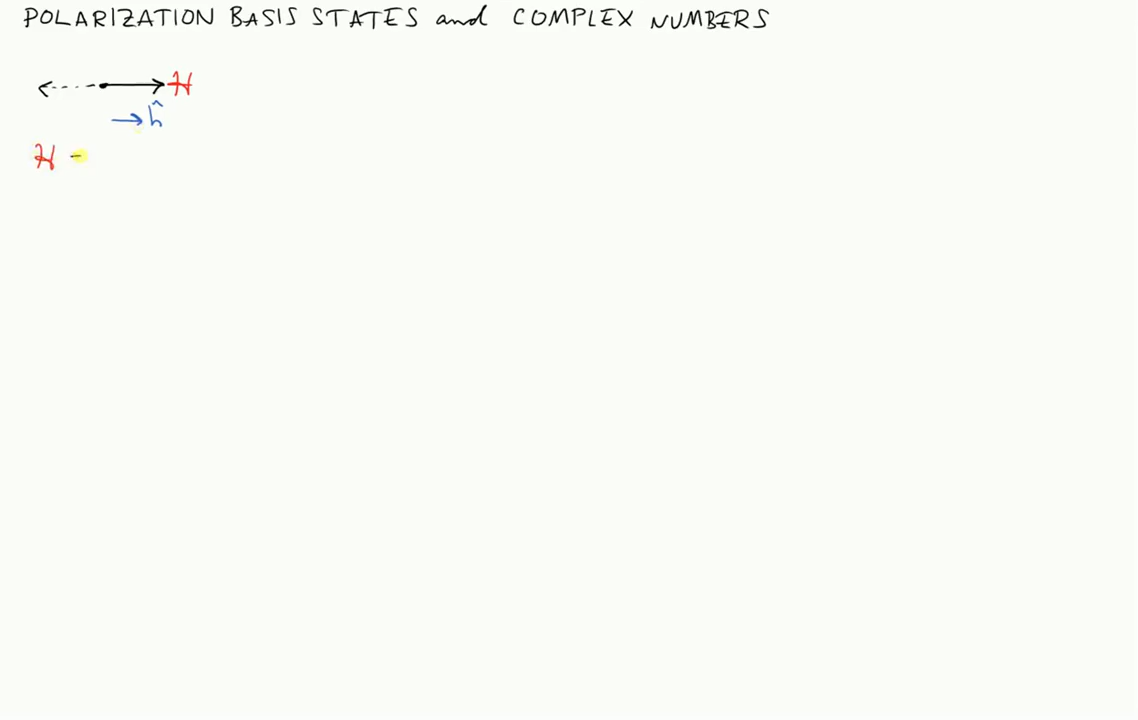 POLARIZATION BASIS STATES and COMPLEX NUMBERS
H
ĥ
H -